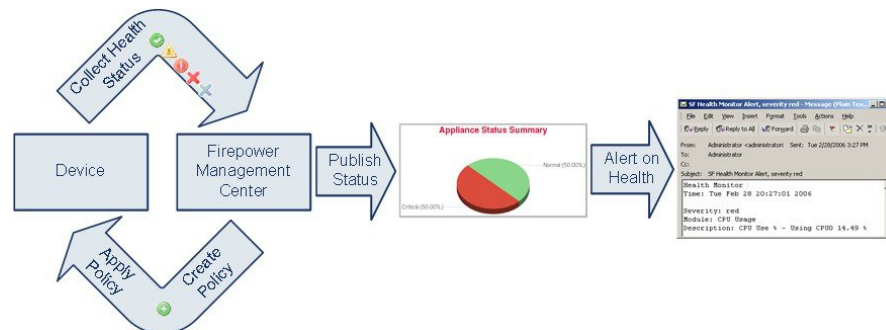 Collect Health
Status
Device
Firepower
Management
Center
Create
Policy
Apply
Policy
Publish
Status
Appliance Status Summary
Normal (50.00%)
Critical (50.00%)
Alert on
Health
SF Health Monitor Alert, severity red - Message (Plain Tex...
File Edit View Insert Format Tools Actions Help
Reply Reply to All Forward
From: Administrator <administrator> Sent: Tue 2/28/2006 3:27 PM
To: Administrator
Cc:
Subject: SF Health Monitor Alert, severity red
Health Monitor
Time: Tue Feb 28 20:27:01 2006
Severity: red
Module: CPU Usage
Description: CPU Use % - Using CPU0 14.49 %